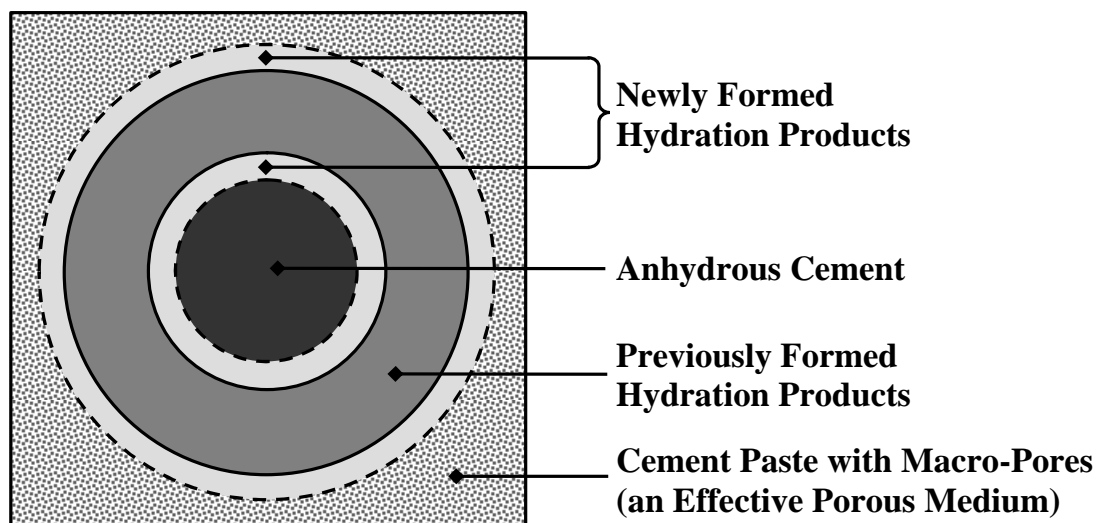 Newly Formed
Hydration Products
Anhydrous Cement
Previously Formed
Hydration Products
Cement Paste with Macro-Pores
(an Effective Porous Medium)